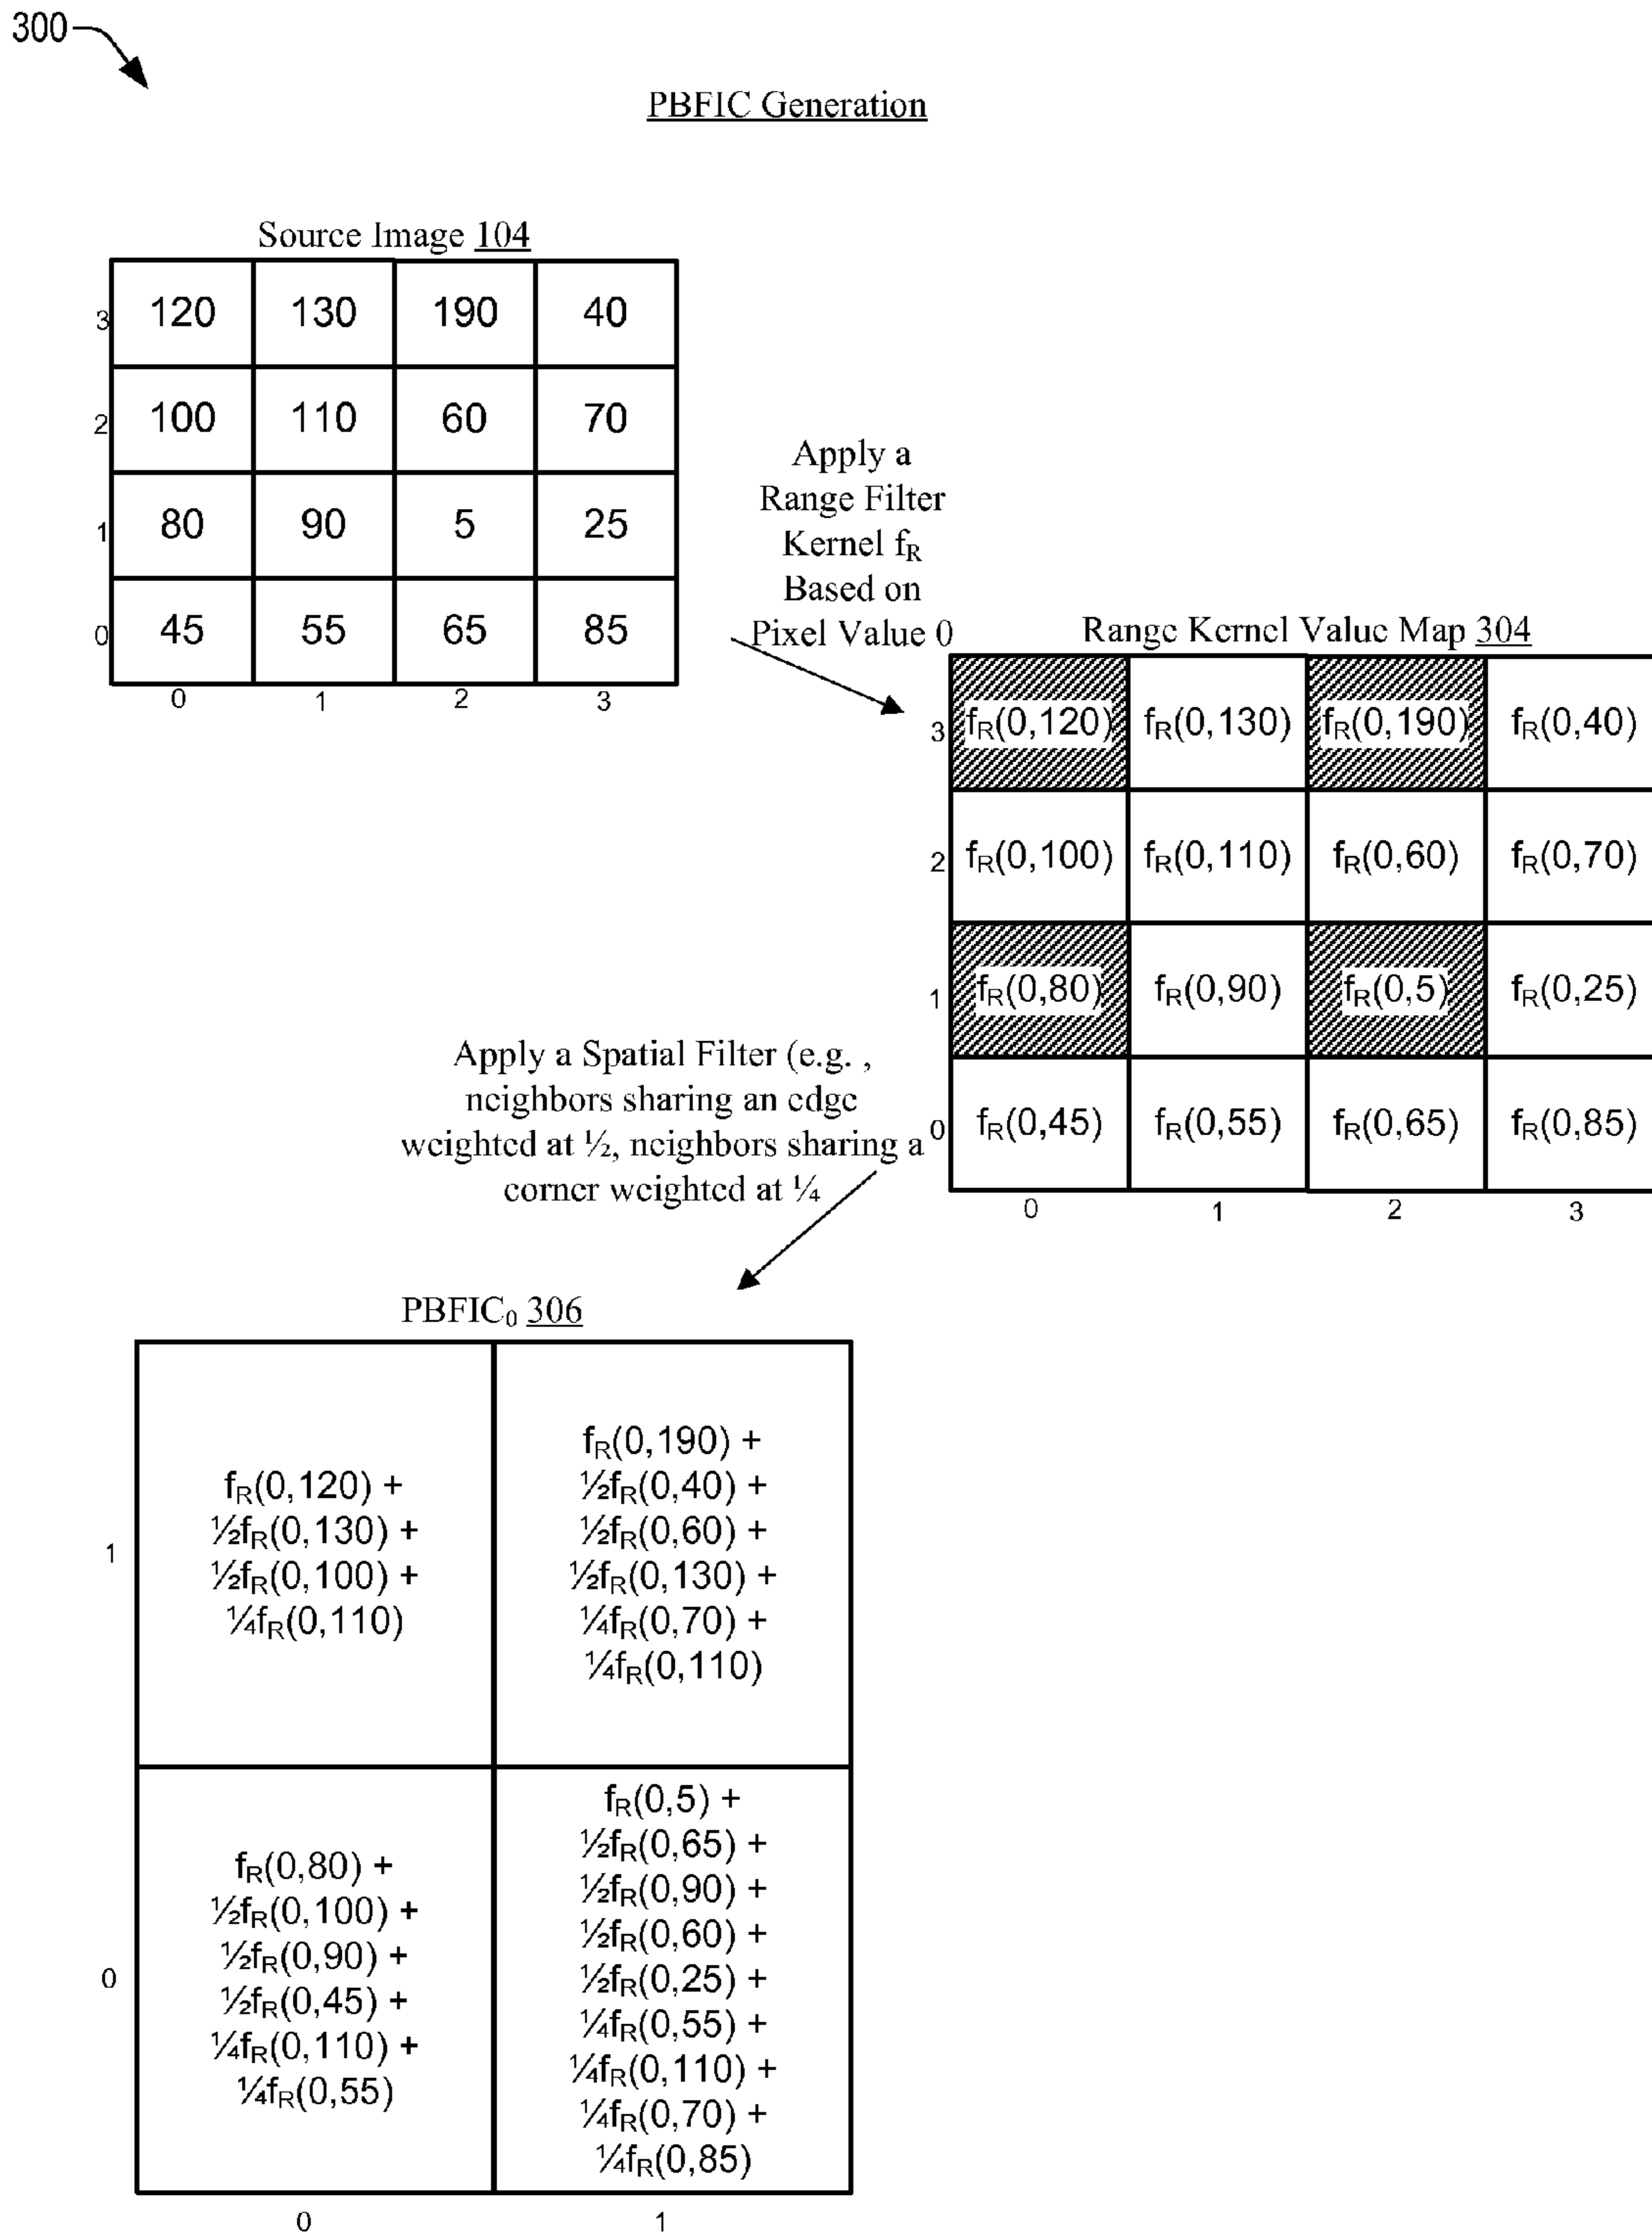 300
PBFIC Generation
Source Image 104
3 120 130 190 40
2 100 110 60 70
1 80 90 5 25
0 45 55 65 85
0 1 2 3
Apply a
Range Filter
Kernel fR
Based on
Pixel Value 0
Range Kernel Value Map 304
3 fR(0,120) fR(0,130) fR(0,190) fR(0,40)
2 fR(0,100) fR(0,110) fR(0,60) fR(0,70)
1 fR(0,80) fR(0,90) fR(0,5) fR(0,25)
0 fR(0,45) fR(0,55) fR(0,65) fR(0,85)
0 1 2 3
Apply a Spatial Filter (e.g. ,
neighbors sharing an edge
weighted at ½, neighbors sharing a
corner weighted at ¼
PBFIC0 306
1
fR(0,120) +
½fR(0,130) +
½fR(0,100) +
¼fR(0,110)
fR(0,190) +
½fR(0,40) +
½fR(0,60) +
½fR(0,130) +
¼fR(0,70) +
¼fR(0,110)
0
fR(0,80) +
½fR(0,100) +
½fR(0,90) +
½fR(0,45) +
¼fR(0,110) +
¼fR(0,55)
fR(0,5) +
½fR(0,65) +
½fR(0,90) +
½fR(0,60) +
½fR(0,25) +
¼fR(0,55) +
¼fR(0,110) +
¼fR(0,70) +
¼fR(0,85)
0 1